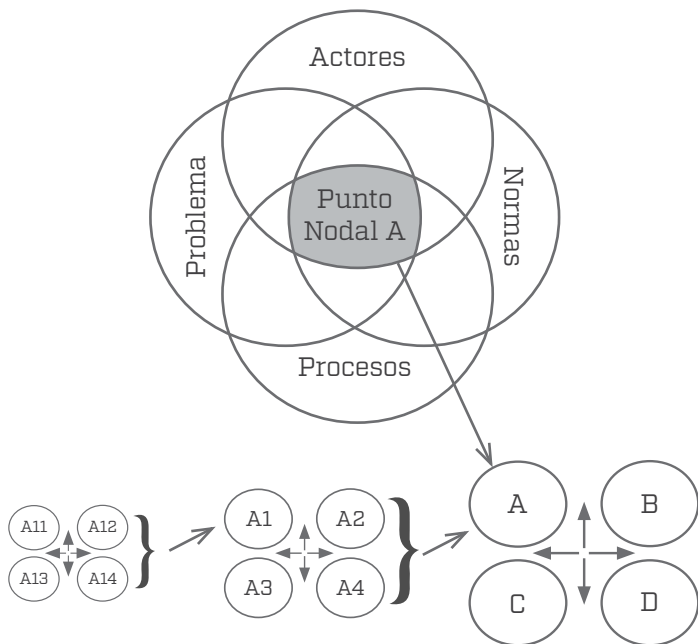 Actores
Problema
Punto
Nodal A
Normas
Procesos
A
B
C
D
A1
A2
A3
A4
A11
A12
A13
A14